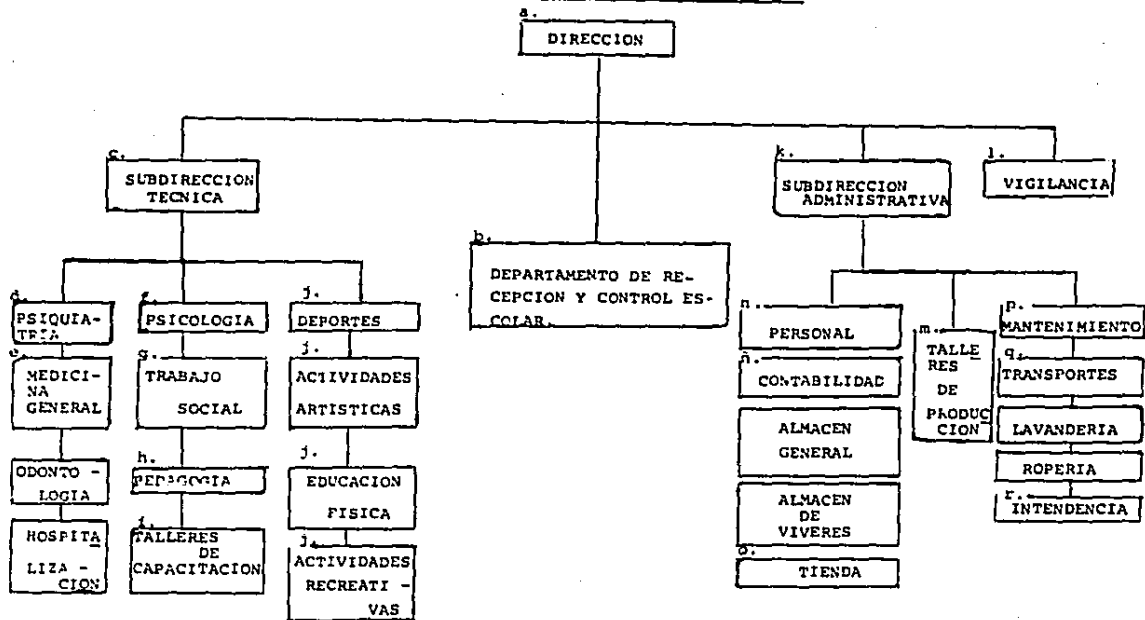 a.
DIRECCION
c.
SUBDIRECCION
TECNICA
k.
SUBDIRECCION
ADMINISTRATIVA
l.
VIGILANCIA
b.
DEPARTAMENTO DE RE-
CEPCION Y CONTROL ES-
COLAR.
d.
PSIQUIA-
TRIA
e.
MEDICI-
NA
GENERAL
ODONTO -
LOGIA
HOSPITA
LIZA -
CION
f.
PSICOLOGIA
g.
TRABAJO
SOCIAL
h.
PEDAGOGIA
i.
TALLERES
DE
CAPACITACION
j.
DEPORTES
j.
ACTIVIDADES
ARTISTICAS
j.
EDUCACION
FISICA
j.
ACTIVIDADES
RECREATI -
VAS
n.
PERSONAL
ñ.
CONTABILIDAD
ALMACEN
GENERAL
ALMACEN
DE
VIVERES
o.
TIENDA
m.
TALLE
RES
DE
PRODUC
CION
p.
MANTENIMIENTO
q.
TRANSPORTES
LAVANDERIA
ROPERIA
r.
INTENDENCIA